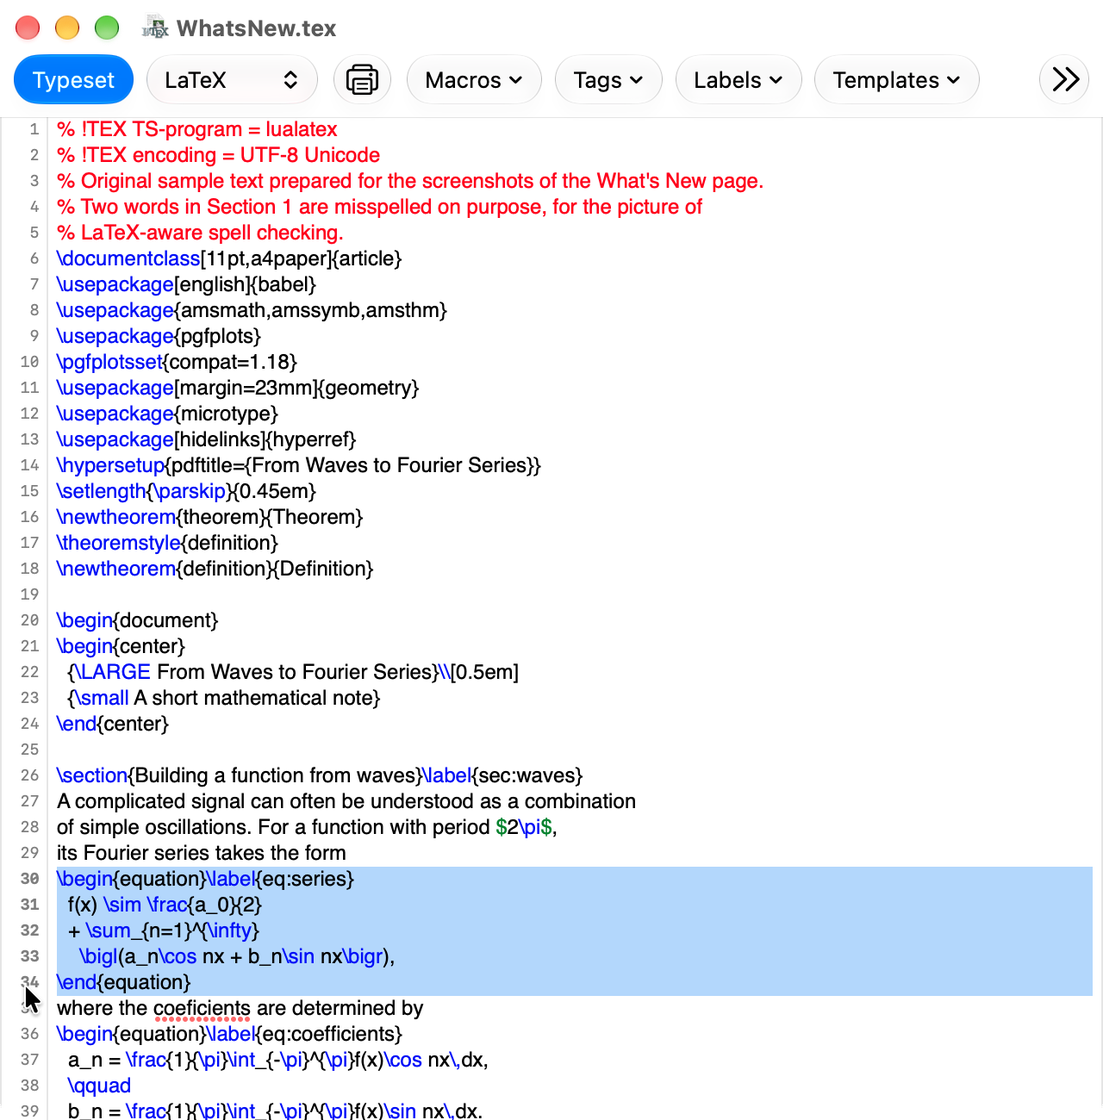 WhatsNew.tex
Typeset LaTeX Macros Tags Labels Templates
1 % !TEX TS-program = lualatex
2 % !TEX encoding = UTF-8 Unicode
3 % Original sample text prepared for the screenshots of the What's New page.
4 % Two words in Section 1 are misspelled on purpose, for the picture of
5 % LaTeX-aware spell checking.
6 \documentclass[11pt,a4paper]{article}
7 \usepackage[english]{babel}
8 \usepackage{amsmath,amssymb,amsthm}
9 \usepackage{pgfplots}
10 \pgfplotsset{compat=1.18}
11 \usepackage[margin=23mm]{geometry}
12 \usepackage{microtype}
13 \usepackage[hidelinks]{hyperref}
14 \hypersetup{pdftitle={From Waves to Fourier Series}}
15 \setlength{\parskip}{0.45em}
16 \newtheorem{theorem}{Theorem}
17 \theoremstyle{definition}
18 \newtheorem{definition}{Definition}
19
20 \begin{document}
21 \begin{center}
22 {\LARGE From Waves to Fourier Series}\\[0.5em]
23 {\small A short mathematical note}
24 \end{center}
25
26 \section{Building a function from waves}\label{sec:waves}
27 A complicated signal can often be understood as a combination
28 of simple oscillations. For a function with period $2\pi$,
29 its Fourier series takes the form
30 \begin{equation}\label{eq:series}
31 f(x) \sim \frac{a_0}{2}
32 + \sum_{n=1}^{\infty}
33 \bigl(a_n\cos nx + b_n\sin nx\bigr),
34 \end{equation}
where the coeficients are determined by
36 \begin{equation}\label{eq:coefficients}
37 a_n = \frac{1}{\pi}\int_{-\pi}^{\pi}f(x)\cos nx\,dx,
38 \qquad
39 b_n = \frac{1}{\pi}\int_{-\pi}^{\pi}f(x)\sin nx\,dx.